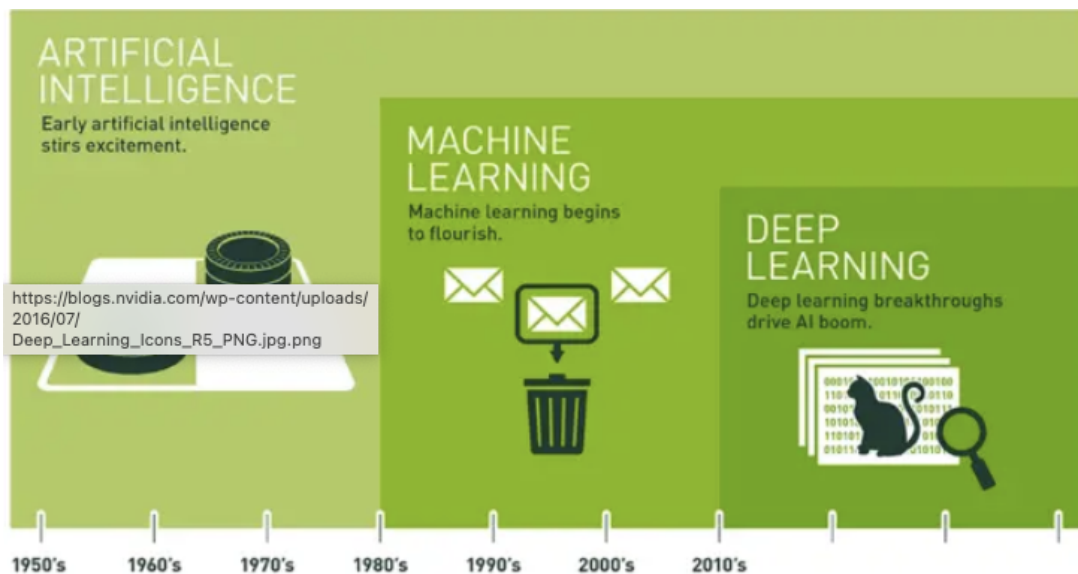 ARTIFICIAL
INTELLIGENCE
Early artificial intelligence
stirs excitement.
MACHINE
LEARNING
Machine learning begins
to flourish.
DEEP
LEARNING
Deep learning breakthroughs
drive AI boom.
https://blogs.nvidia.com/wp-content/uploads/
2016/07/
Deep_Learning_Icons_R5_PNG.jpg.png
1950's 1960's 1970's 1980's 1990's 2000's 2010's